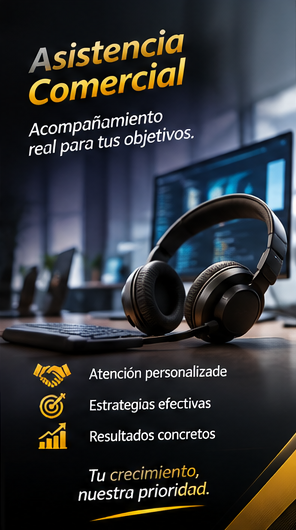 Asistencia
Comercial
Acompañamiento
real para tus objetivos.
Atención personalizade
Estrategias efectivas
Resultados concretos
Tu crecimiento,
nuestra prioridad.